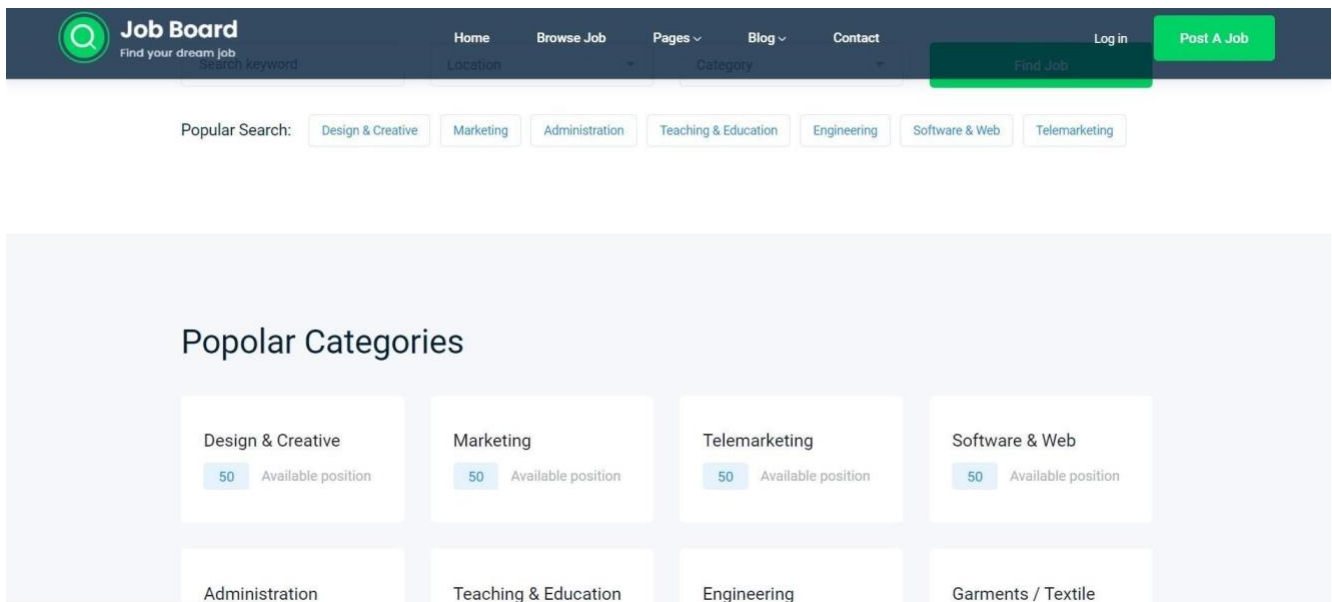 Job Board
Find your dream job
Home Browse Job Pages Blog Contact Log in Post A Job
Search keyword Location Category Find Job
Popular Search: Design & Creative Marketing Administration Teaching & Education Engineering Software & Web Telemarketing
Popolar Categories
Design & Creative Marketing Telemarketing Software & Web
50 Available position 50 Available position 50 Available position 50 Available position
Administration Teaching & Education Engineering Garments / Textile